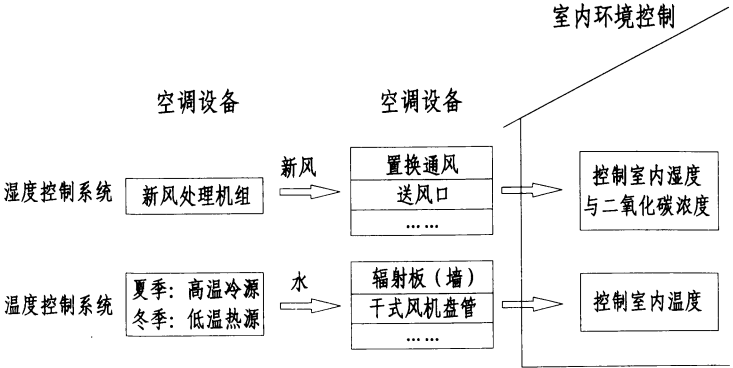 室内环境控制
空调设备
空调设备
湿度控制系统
新风处理机组
新风
置换通风
送风口
……
控制室内湿度
与二氧化碳浓度
温度控制系统
夏季：高温冷源
冬季：低温热源
水
辐射板（墙）
干式风机盘管
……
控制室内温度